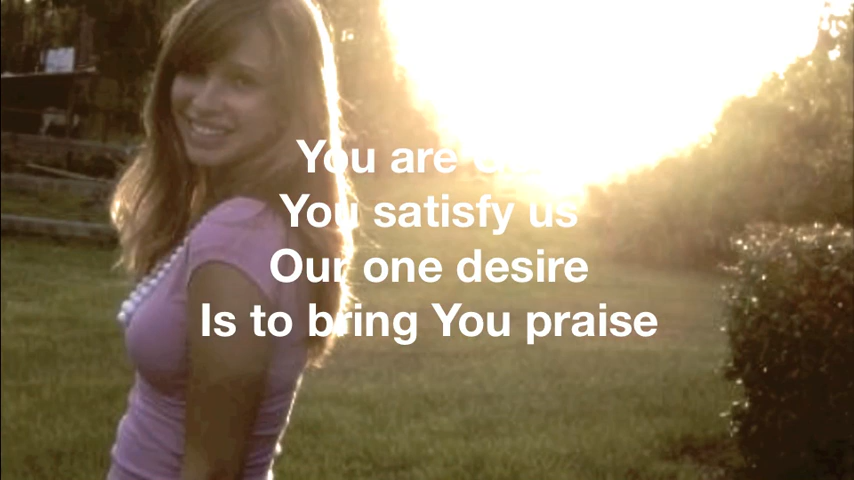 You are
You satisfy us
Our one desire
Is to bring You praise